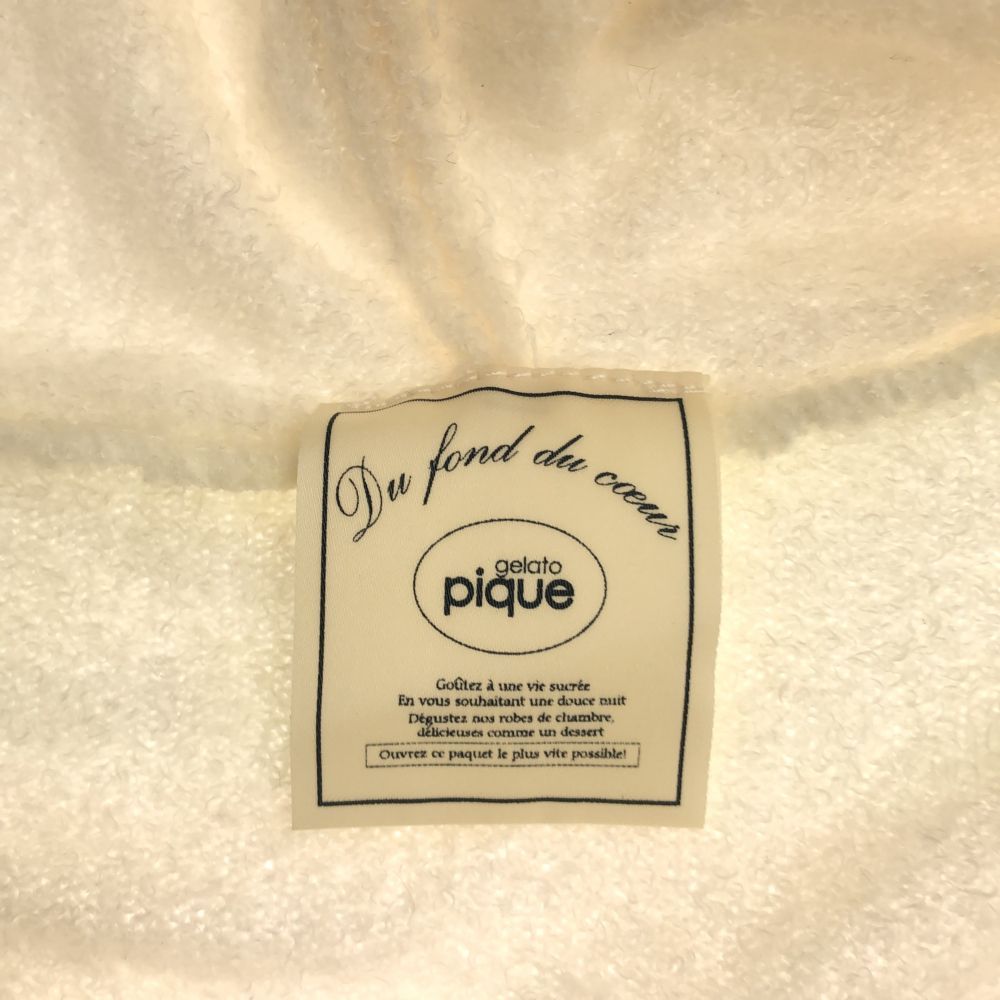 Du fond du cœur
gelato
pique
Goûtez à une vie sucrée
En vous souhaitant une douce nuit
Dégustez nos robes de chambre,
délicieuses comme un dessert
Ouvrez ce paquet le plus vite possible!